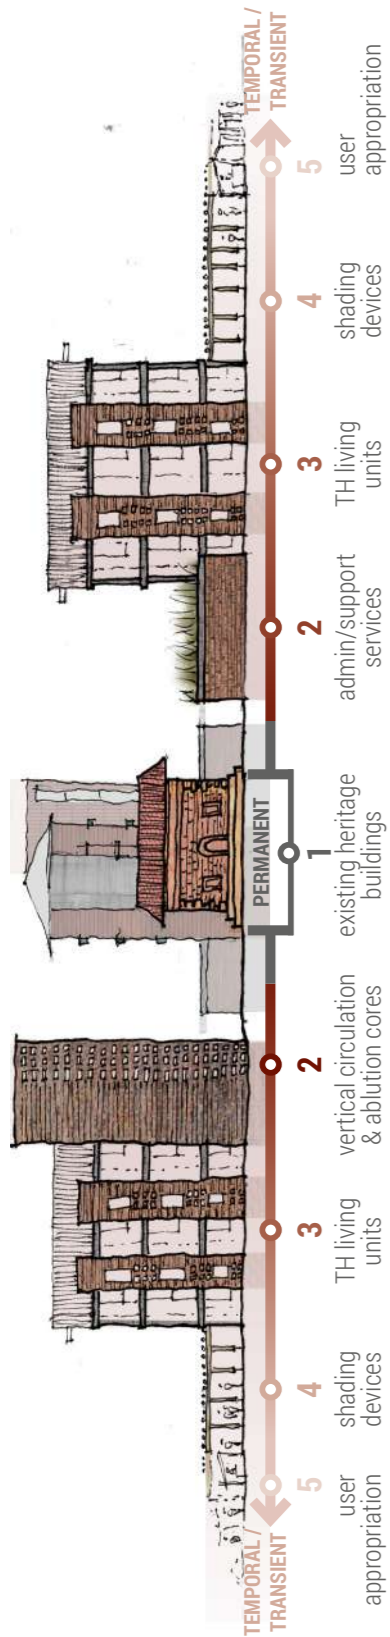 TEMPORAL /
TRANSIENT
5
user
appropriation
4
shading
devices
3
TH living
units
2
vertical circulation
& ablution cores
PERMANENT
1
existing heritage
buildings
2
admin/support
services
3
TH living
units
4
shading
devices
5
user
appropriation
TEMPORAL /
TRANSIENT